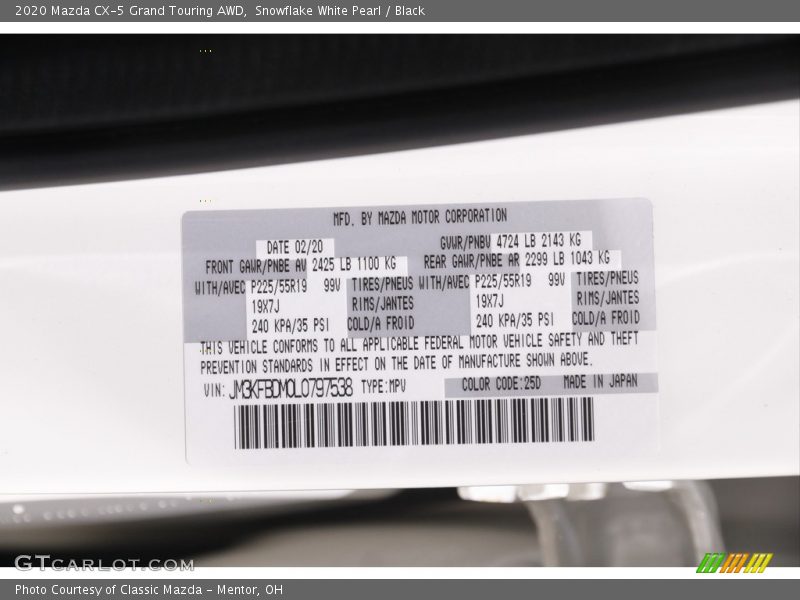 2020 Mazda CX-5 Grand Touring AWD, Snowflake White Pearl / Black
MFD. BY MAZDA MOTOR CORPORATION
DATE 02/20 GVWR/PNBV 4724 LB 2143 KG
FRONT GAWR/PNBE AV 2425 LB 1100 KG REAR GAWR/PNBE AR 2299 LB 1043 KG
WITH/AVEC P225/55R19 99V TIRES/PNEUS WITH/AVEC P225/55R19 99V TIRES/PNEUS
19X7J RIMS/JANTES 19X7J RIMS/JANTES
240 KPA/35 PSI COLD/A FROID 240 KPA/35 PSI COLD/A FROID
THIS VEHICLE CONFORMS TO ALL APPLICABLE FEDERAL MOTOR VEHICLE SAFETY AND THEFT
PREVENTION STANDARDS IN EFFECT ON THE DATE OF MANUFACTURE SHOWN ABOVE.
VIN: JM3KFBDM0L0797538 TYPE:MPV COLOR CODE:25D MADE IN JAPAN
GTcarlot.com
Photo Courtesy of Classic Mazda - Mentor, OH